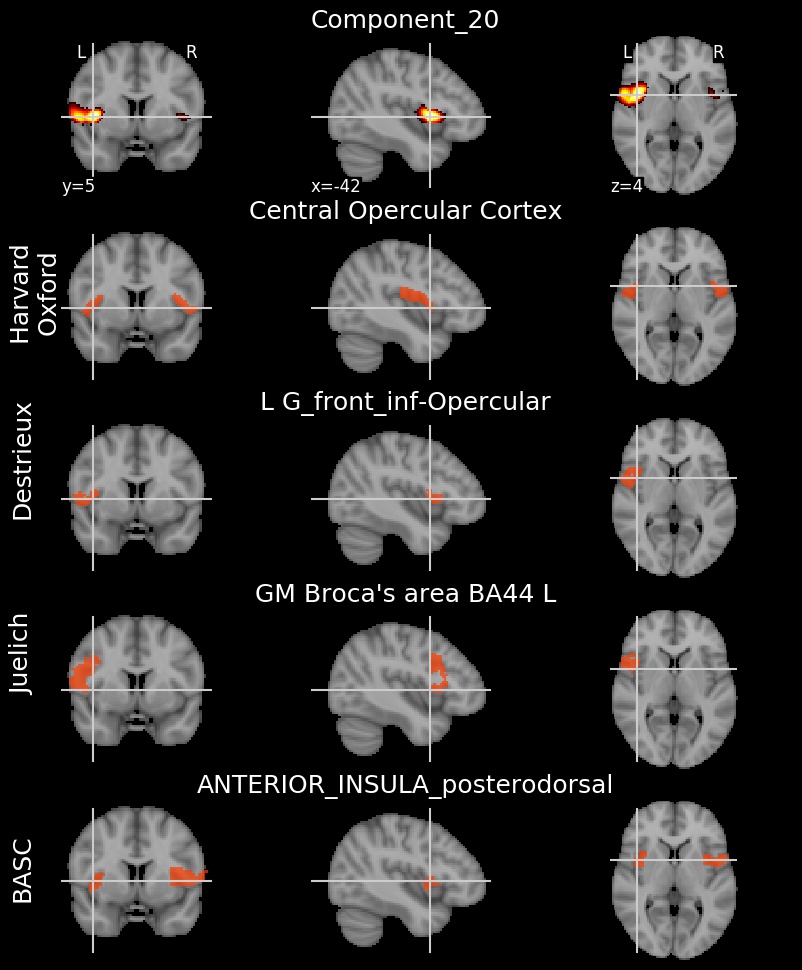 Component_20
L R L R
y=5 x=-42 z=4
Central Opercular Cortex
Harvard
Oxford
L G_front_inf-Opercular
Destrieux
GM Broca's area BA44 L
Juelich
ANTERIOR_INSULA_posterodorsal
BASC